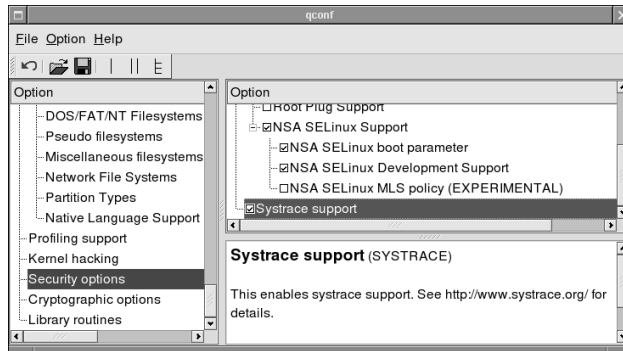 qconf
File Option Help
Option
DOS/FAT/NT Filesystems
Pseudo filesystems
Miscellaneous filesystems
Network File Systems
Partition Types
Native Language Support
Profiling support
Kernel hacking
Security options
Cryptographic options
Library routines
Option
Root Plug Support
NSA SELinux Support
NSA SELinux boot parameter
NSA SELinux Development Support
NSA SELinux MLS policy (EXPERIMENTAL)
Systrace support
Systrace support (SYSTRACE)
This enables systrace support. See http://www.systrace.org/ for
details.